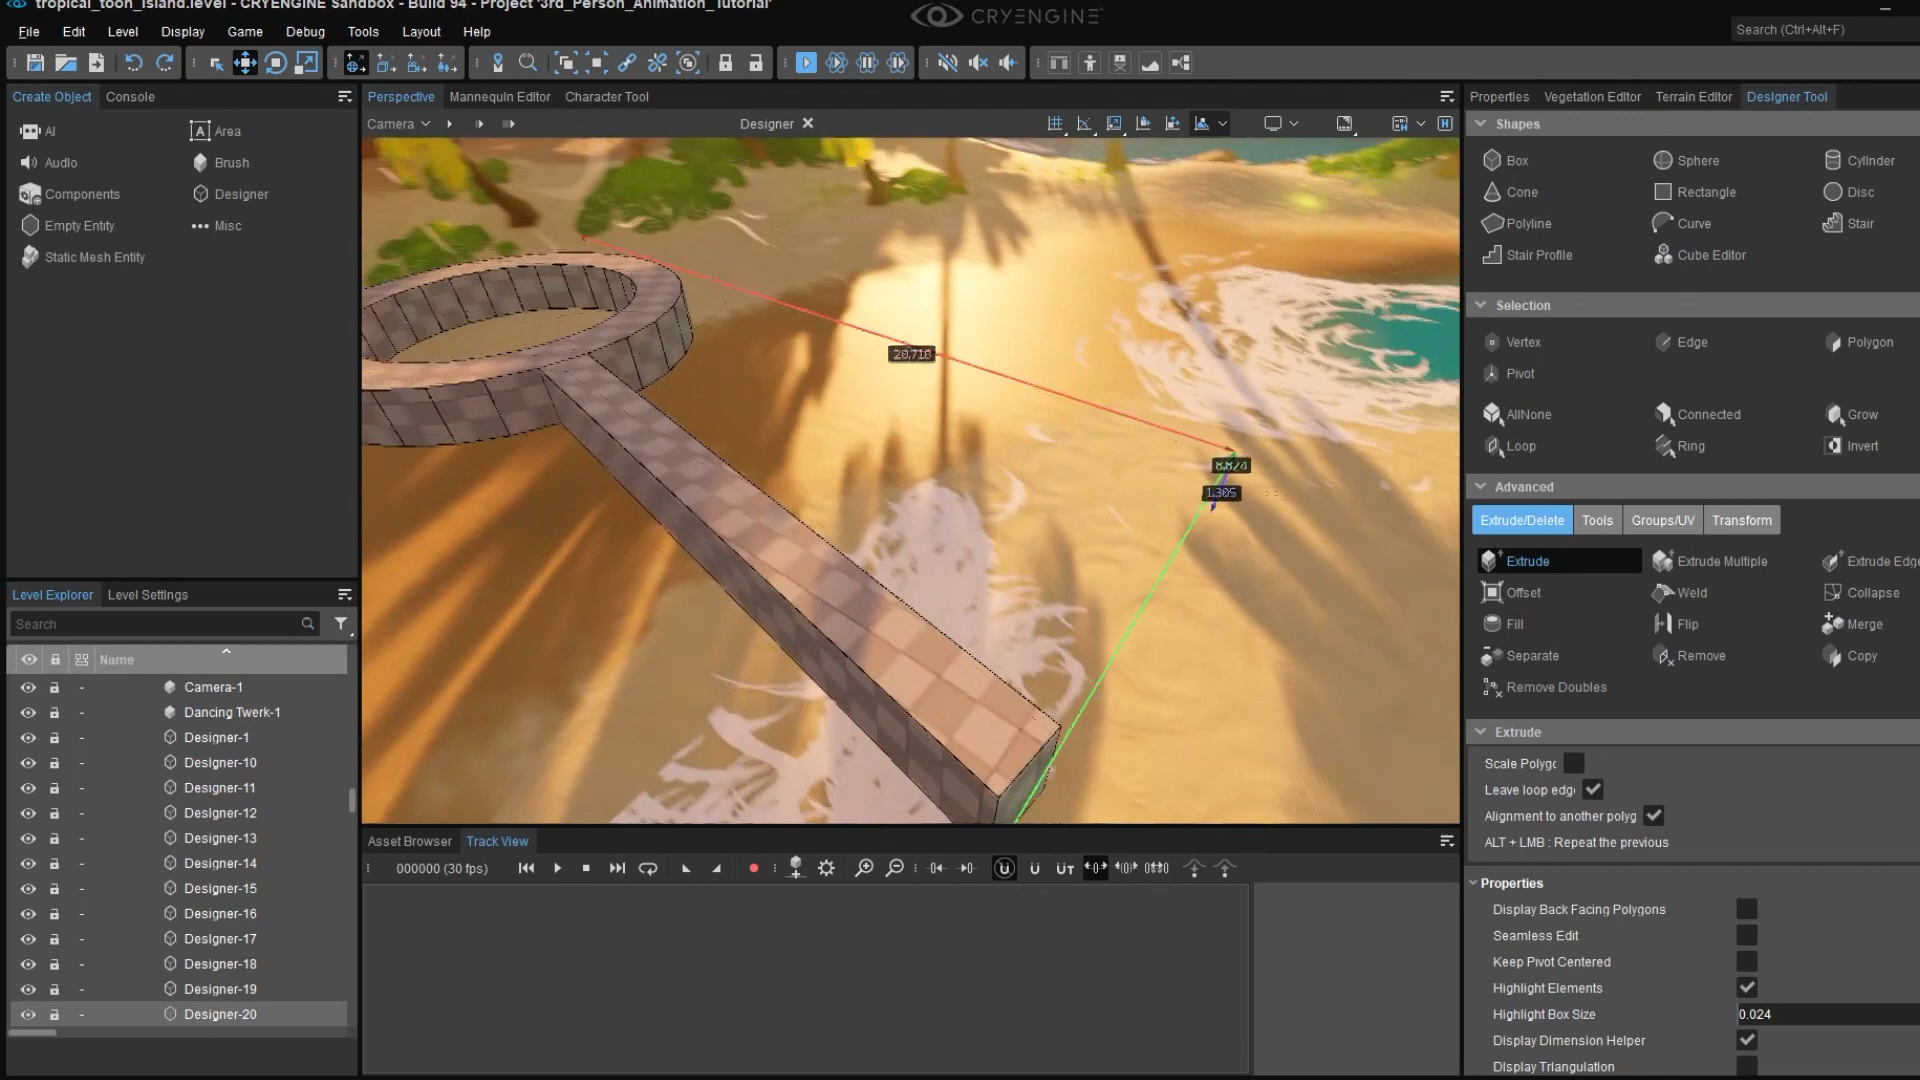 tropical_toon_Island.level - CRYENGINE Sandbox - Build 94 - Project '3rd_Person_Animation_Tutorial'
CRYENGINE
File Edit Level Display Game Debug Tools Layout Help
Search (Ctrl+Alt+F)
Create Object Console
AI Area
Audio Brush
Components Designer
Empty Entity Misc
Static Mesh Entity
Level Explorer Level Settings
Search
Name
Camera-1
Dancing Twerk-1
Designer-1
Designer-10
Designer-11
Designer-12
Designer-13
Designer-14
Designer-15
Designer-16
Designer-17
Designer-18
Designer-19
Designer-20
Perspective Mannequin Editor Character Tool
Camera Designer
20.710
1.305
Asset Browser Track View
000000 (30 fps)
Properties Vegetation Editor Terrain Editor Designer Tool
Shapes
Box Sphere Cylinder
Cone Rectangle Disc
Polyline Curve Stair
Stair Profile Cube Editor
Selection
Vertex Edge Polygon
Pivot
AllNone Connected Grow
Loop Ring Invert
Advanced
Extrude/Delete Tools Groups/UV Transform
Extrude Extrude Multiple Extrude Edge
Offset Weld Collapse
Fill Flip Merge
Separate Remove Copy
Remove Doubles
Extrude
Scale Polygc
Leave loop edg
Alignment to another polyg
ALT + LMB : Repeat the previous
Properties
Display Back Facing Polygons
Seamless Edit
Keep Pivot Centered
Highlight Elements
Highlight Box Size 0.024
Display Dimension Helper
Display Triangulation